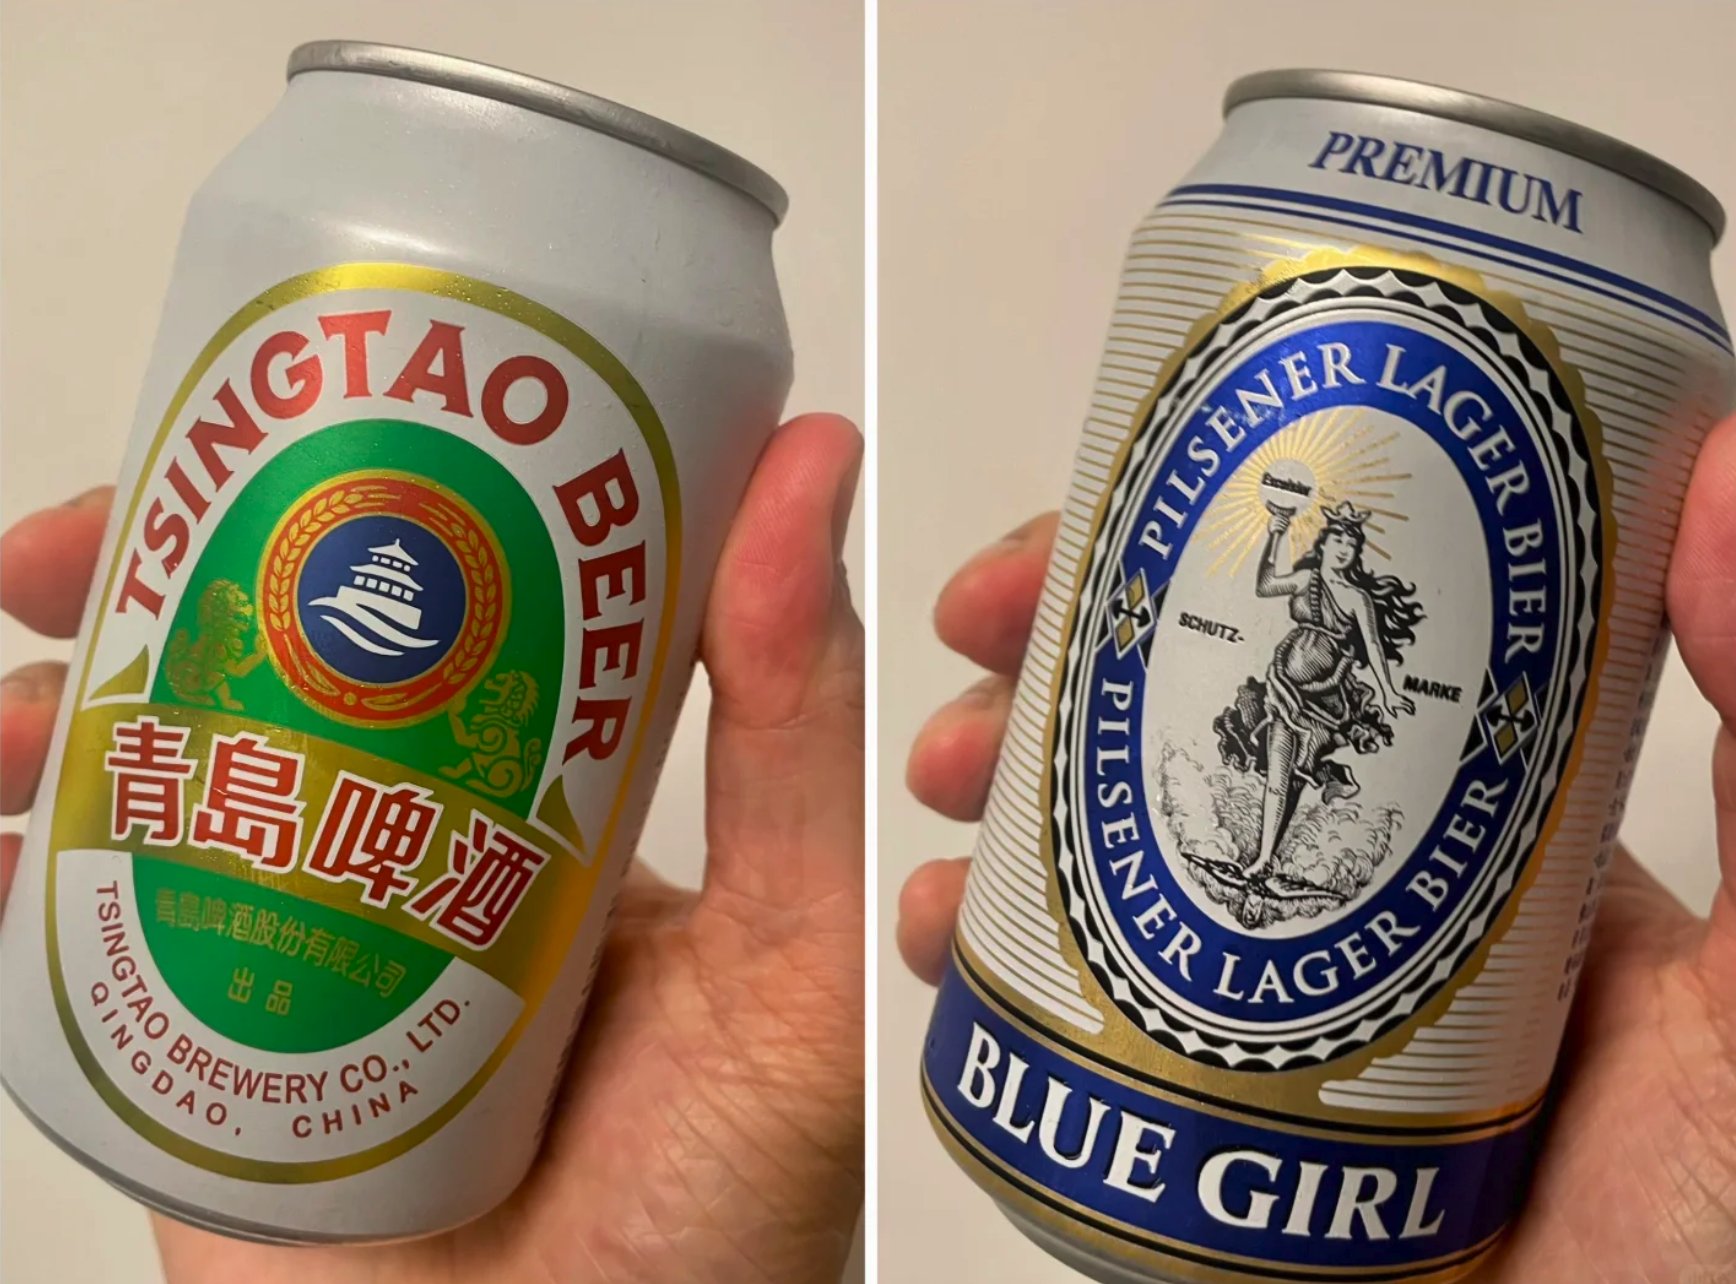 TSINGTAO BEER
青島啤酒
青島啤酒股份有限公司
出品
TSINGTAO BREWERY CO., LTD.
QINGDAO, CHINA
PREMIUM
PILSENER LAGER BIER
Excelsior
SCHUTZ-
MARKE
PILSENER LAGER BIER
BLUE GIRL